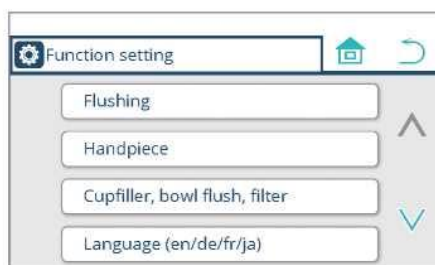 Function setting
Flushing
Handpiece
Cupfiller, bowl flush, filter
Language (en/de/fr/ja)